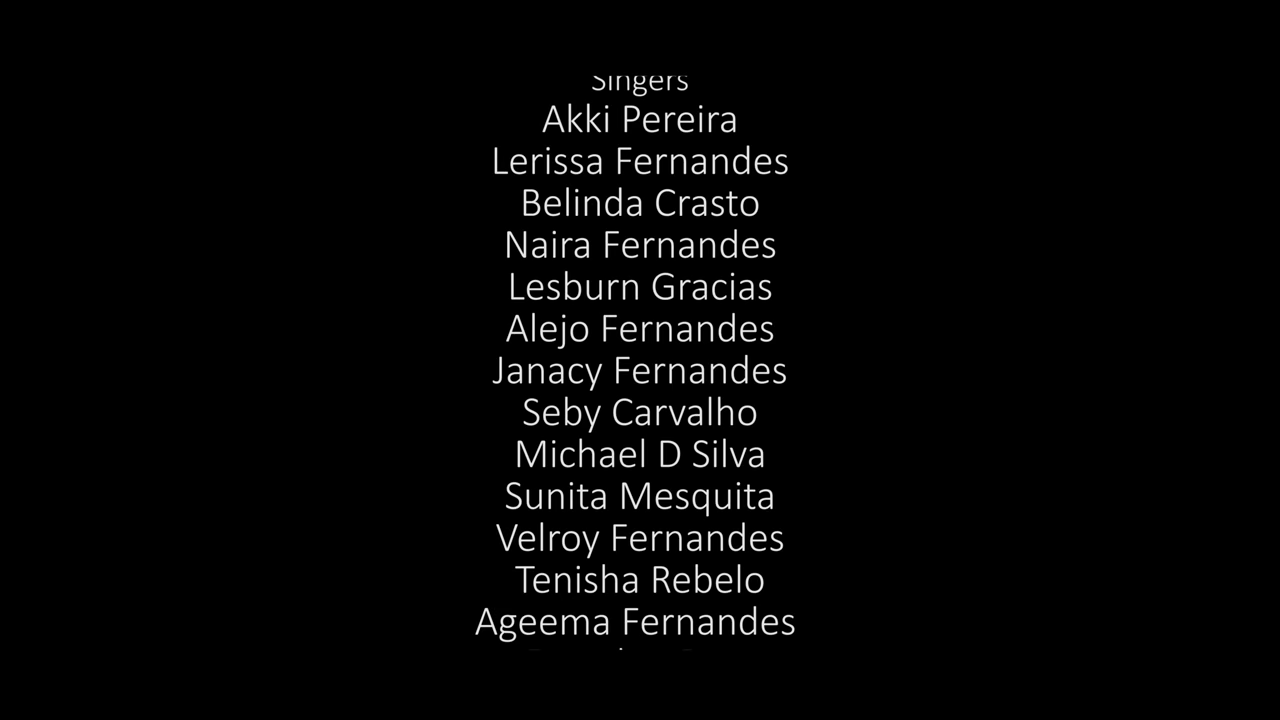 Singers
Akki Pereira
Lerissa Fernandes
Belinda Crasto
Naira Fernandes
Lesburn Gracias
Alejo Fernandes
Janacy Fernandes
Seby Carvalho
Michael D Silva
Sunita Mesquita
Velroy Fernandes
Tenisha Rebelo
Ageema Fernandes